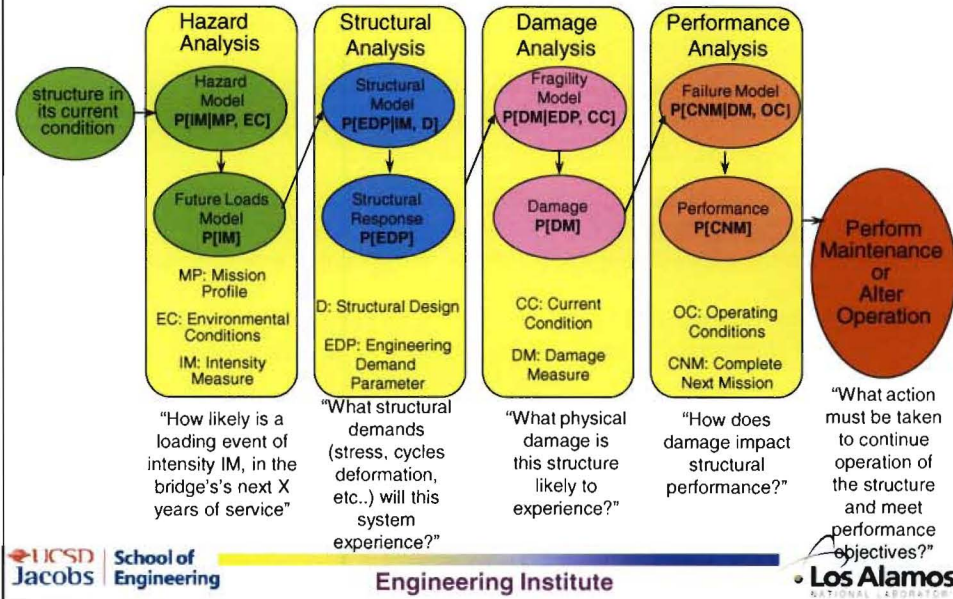 structure in
its current
condition
Hazard
Analysis
Hazard
Model
P[IM|MP, EC]
Future Loads
Model
P[IM]
MP: Mission
Profile
EC: Environmental
Conditions
IM: Intensity
Measure
"How likely is a
loading event of
intensity IM, in the
bridge's's next X
years of service"
Structural
Analysis
Structural
Model
P[EDP|IM, D]
Structural
Response
P[EDP]
D: Structural Design
EDP: Engineering
Demand
Parameter
"What structural
demands
(stress, cycles
deformation,
etc..) will this
system
experience?"
Damage
Analysis
Fragility
Model
P[DM|EDP, CC]
Damage
P[DM]
CC: Current
Condition
DM: Damage
Measure
"What physical
damage is
this structure
likely to
experience?"
Performance
Analysis
Failure Model
P[CNM|DM, OC]
Performance
P[CNM]
OC: Operating
Conditions
CNM: Complete
Next Mission
"How does
damage impact
structural
performance?"
Perform
Maintenance
or
Alter
Operation
"What action
must be taken
to continue
operation of
the structure
and meet
performance
objectives?"
UCSD
Jacobs
School of
Engineering
Engineering Institute
Los Alamos
NATIONAL LABORATORY